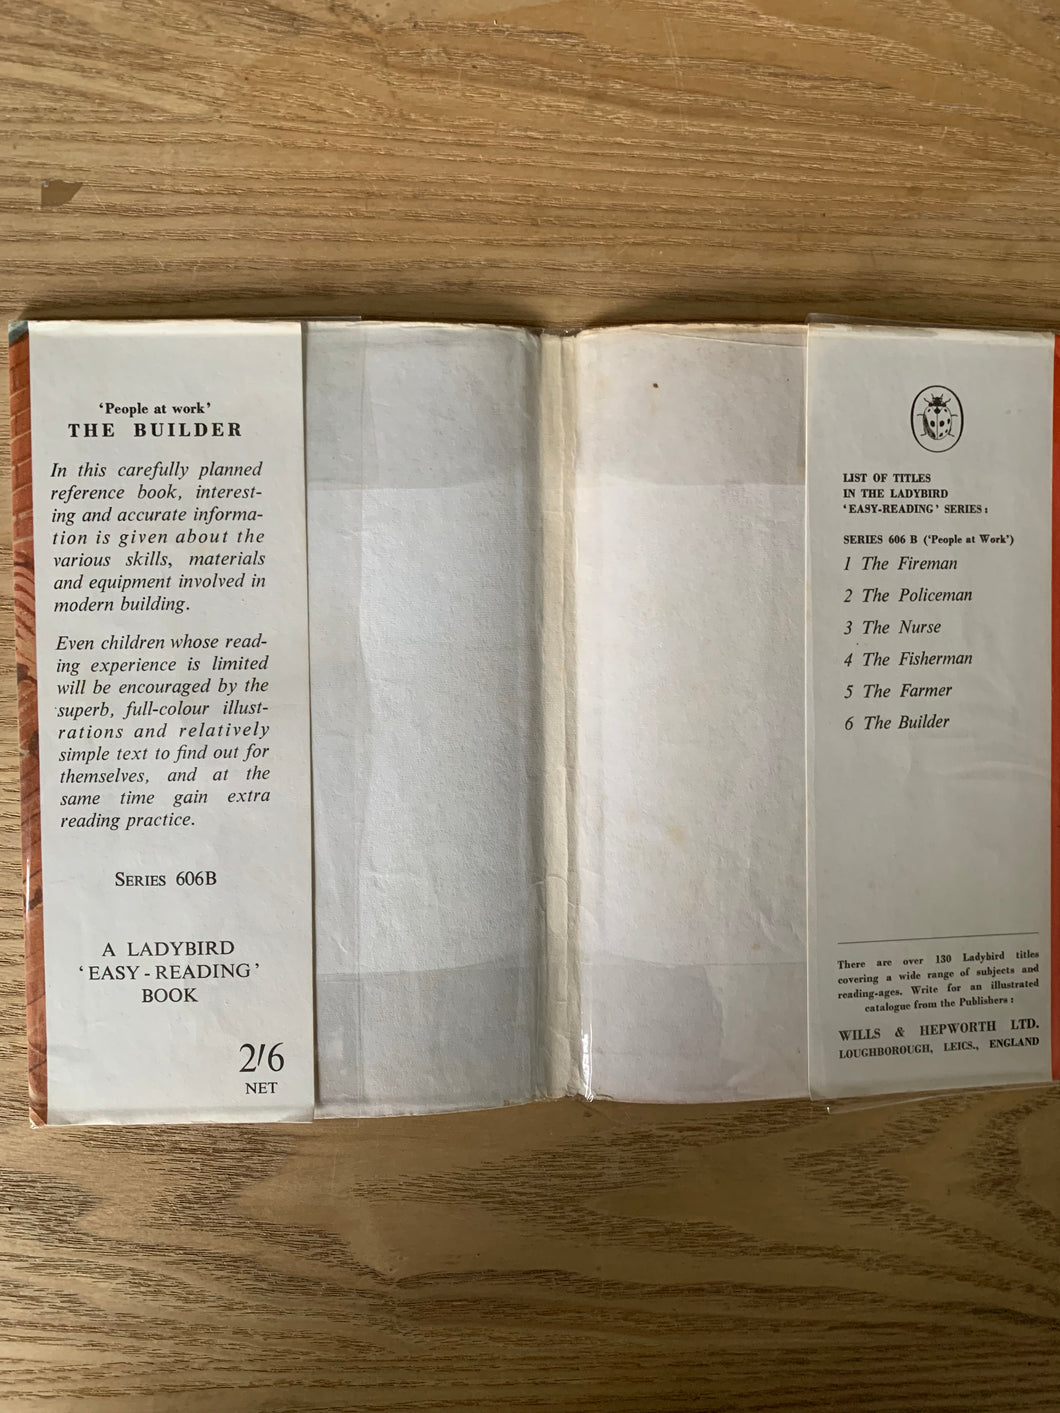 ‘People at work’
THE BUILDER
In this carefully planned
reference book, interest-
ing and accurate informa-
tion is given about the
various skills, materials
and equipment involved in
modern building.
Even children whose read-
ing experience is limited
will be encouraged by the
superb, full-colour illust-
rations and relatively
simple text to find out for
themselves, and at the
same time gain extra
reading practice.
SERIES 606B
A LADYBIRD
‘EASY-READING’
BOOK
2/6
NET
LIST OF TITLES
IN THE LADYBIRD
‘EASY-READING’ SERIES:
SERIES 606 B (‘People at Work’)
1 The Fireman
2 The Policeman
3 The Nurse
4 The Fisherman
5 The Farmer
6 The Builder
There are over 130 Ladybird titles
covering a wide range of subjects and
reading-ages. Write for an illustrated
catalogue from the Publishers:
WILLS & HEPWORTH LTD.
LOUGHBOROUGH, LEICS., ENGLAND